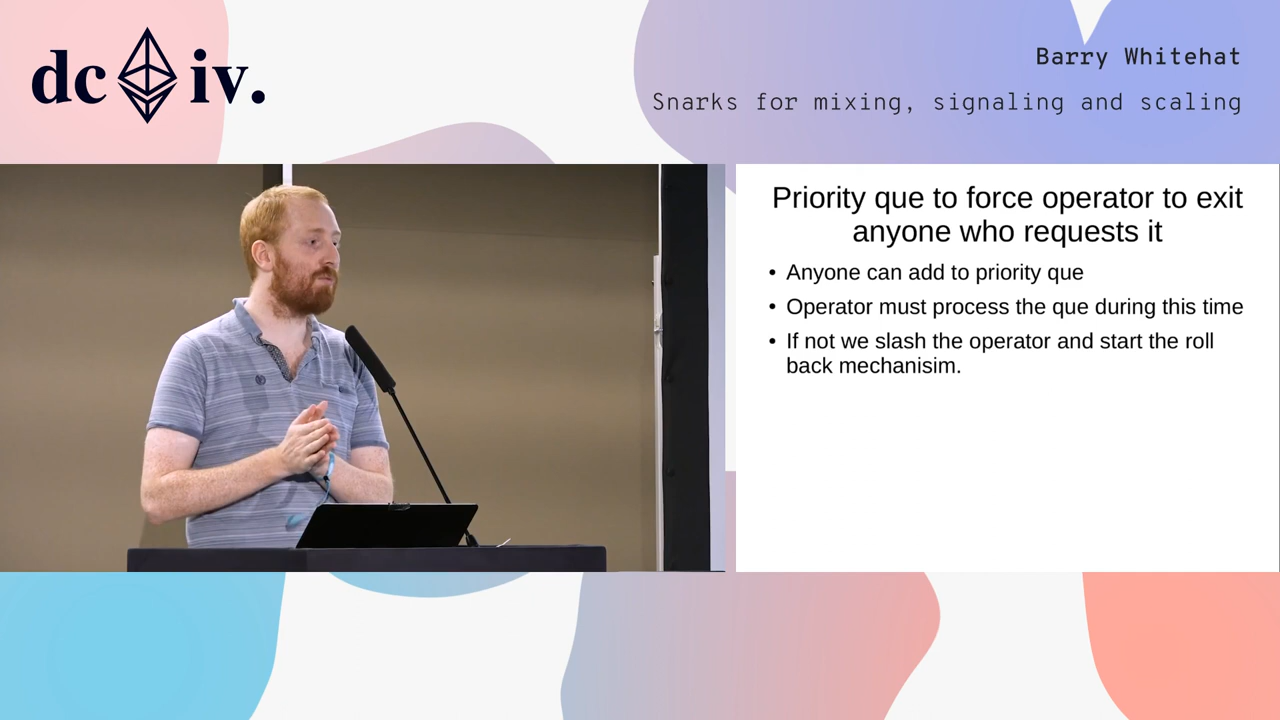 dc iv.
Barry Whitehat
Snarks for mixing, signaling and scaling
Priority que to force operator to exit
anyone who requests it
• Anyone can add to priority que
• Operator must process the que during this time
• If not we slash the operator and start the roll
back mechanisim.